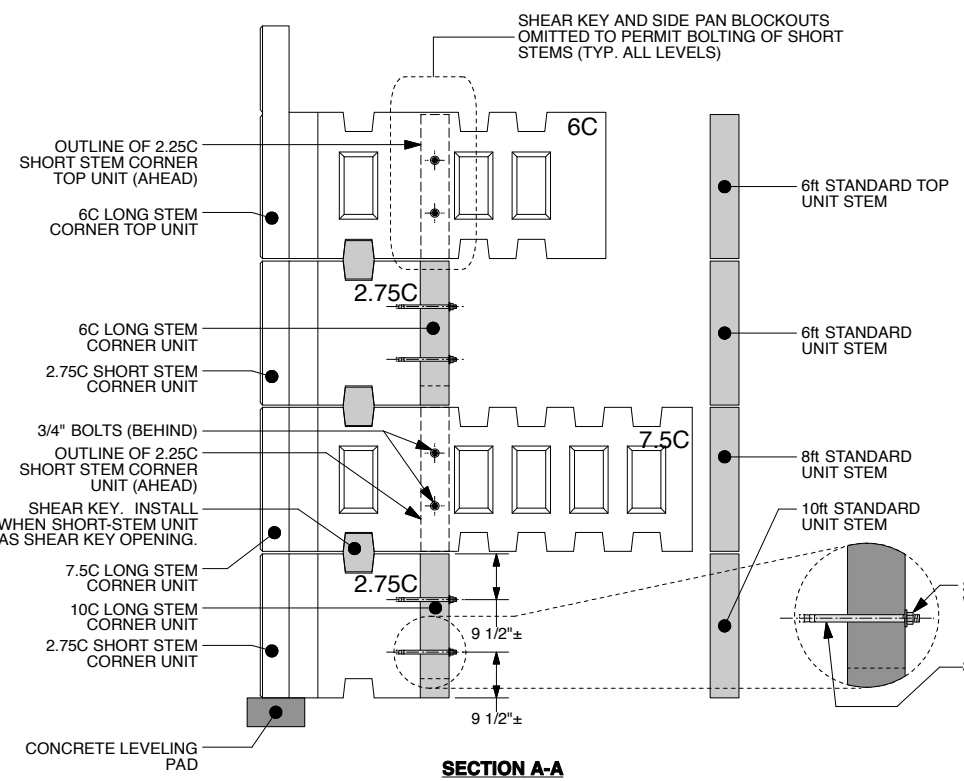 SHEAR KEY AND SIDE PAN BLOCKOUTS
OMITTED TO PERMIT BOLTING OF SHORT
STEMS (TYP. ALL LEVELS)
6C
OUTLINE OF 2.25C
SHORT STEM CORNER
TOP UNIT (AHEAD)
6C LONG STEM
CORNER TOP UNIT
6ft STANDARD TOP
UNIT STEM
2.75C
6C LONG STEM
CORNER UNIT
2.75C SHORT STEM
CORNER UNIT
6ft STANDARD
UNIT STEM
3/4" BOLTS (BEHIND)
OUTLINE OF 2.25C
SHORT STEM CORNER
UNIT (AHEAD)
7.5C
8ft STANDARD
UNIT STEM
SHEAR KEY. INSTALL
WHEN SHORT-STEM UNIT
AS SHEAR KEY OPENING.
10ft STANDARD
UNIT STEM
7.5C LONG STEM
CORNER UNIT
2.75C
10C LONG STEM
CORNER UNIT
2.75C SHORT STEM
CORNER UNIT
9 1/2"±
9 1/2"±
CONCRETE LEVELING
PAD
SECTION A-A